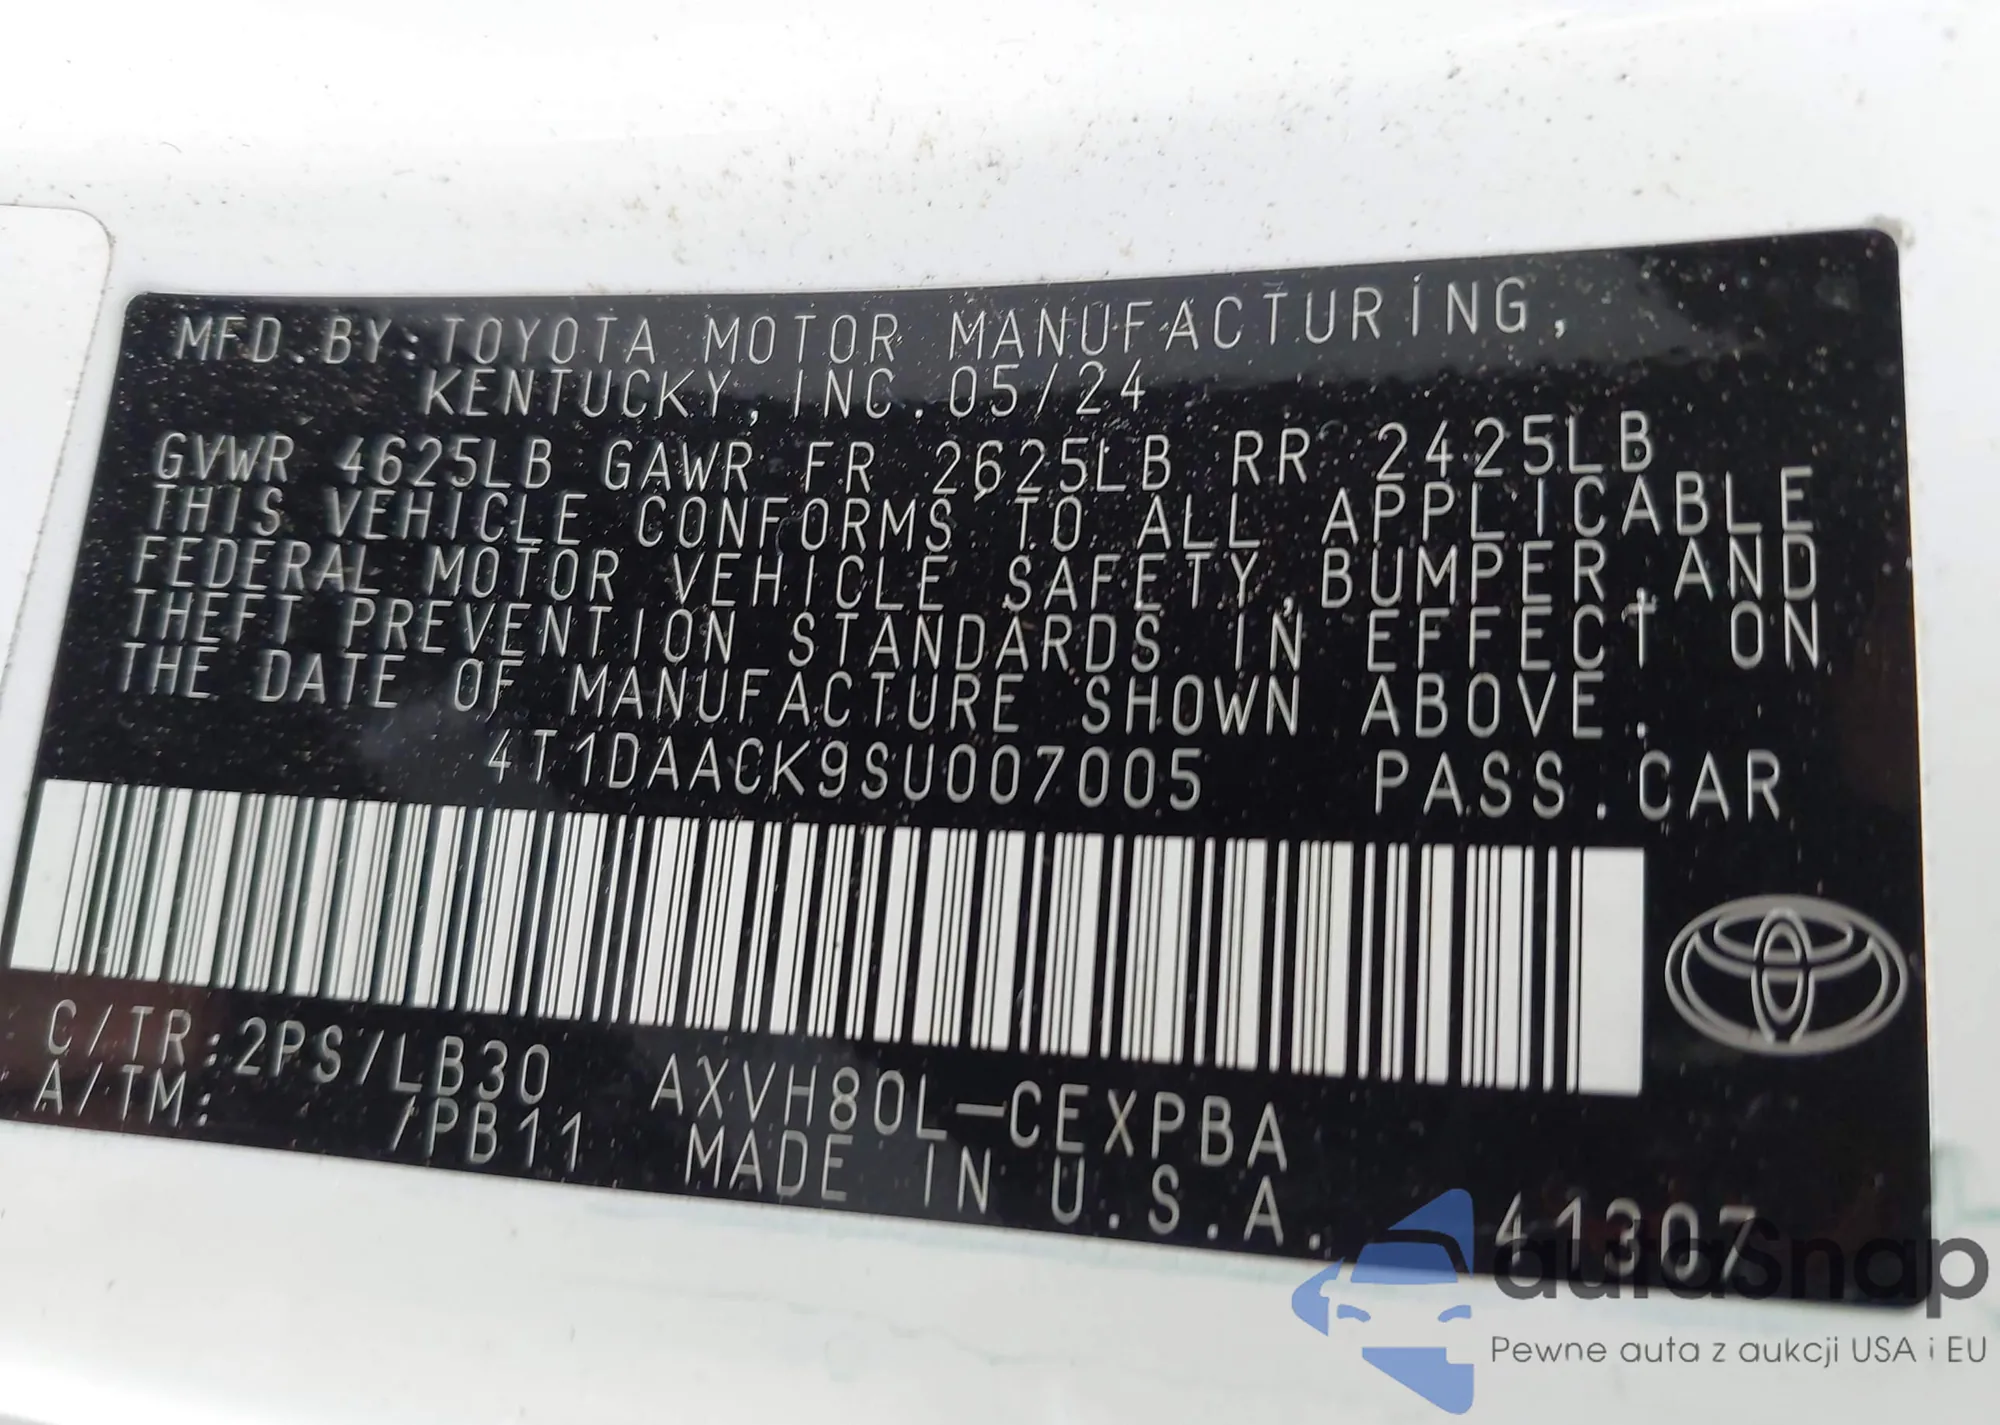 MFD.BY:TOYOTA MOTOR MANUFACTURING,
KENTUCKY, INC. 05/24
GVWR 4625LB GAWR FR 2625LB RR 2425LB
THIS VEHICLE CONFORMS TO ALL APPLICABLE
FEDERAL MOTOR VEHICLE SAFETY, BUMPER, AND
THEFT PREVENTION STANDARDS IN EFFECT ON
THE DATE OF MANUFACTURE SHOWN ABOVE.
4T1DAACK9SU007005 PASS.CAR
C/TR:2PS/LB30 AXVH80L-CEXPBA
A/TM: /PB11 MADE IN U.S.A. 41307
autaSnap
Pewne auta z aukcji USA i EU